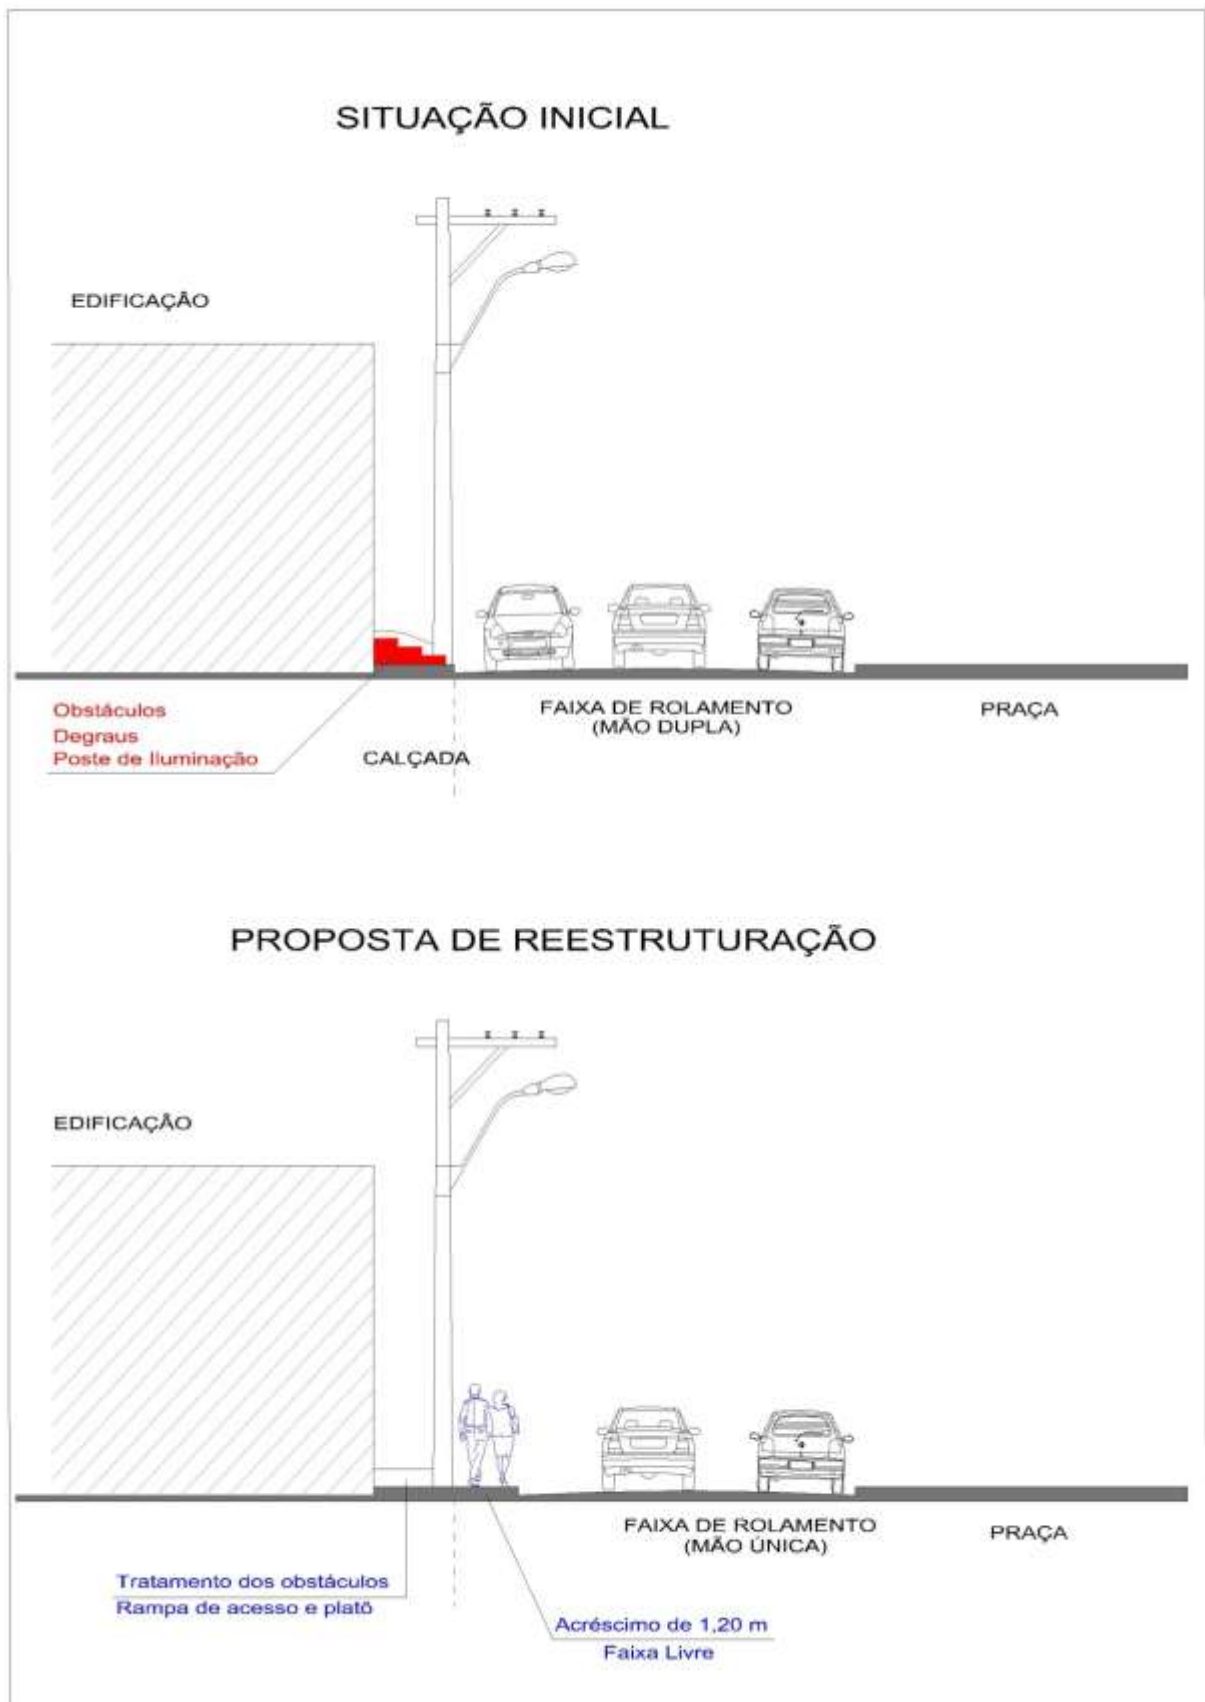 SITUAÇÃO INICIAL
EDIFICAÇÃO
Obstáculos
Degraus
Poste de Iluminação
CALÇADA
FAIXA DE ROLAMENTO
(MÃO DUPLA)
PRAÇA
PROPOSTA DE REESTRUTURAÇÃO
EDIFICAÇÃO
FAIXA DE ROLAMENTO
(MÃO ÚNICA)
PRAÇA
Tratamento dos obstáculos
Rampa de acesso e platô
Acréscimo de 1,20 m
Faixa Livre